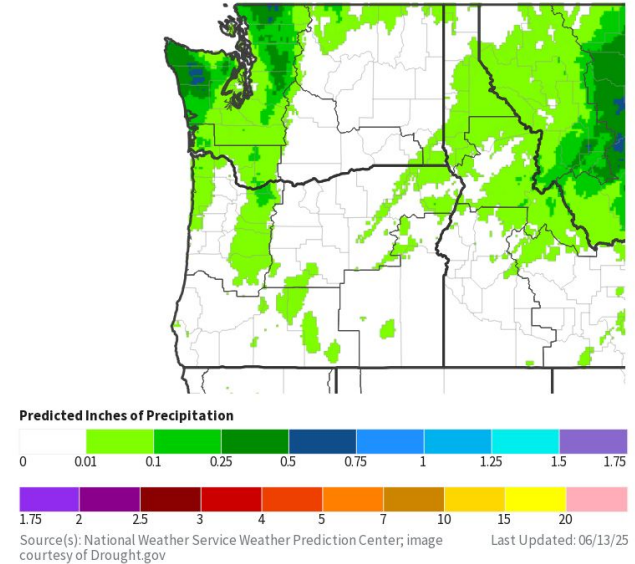 Predicted Inches of Precipitation
0 0.01 0.1 0.25 0.5 0.75 1 1.25 1.5 1.75
1.75 2 2.5 3 4 5 7 10 15 20
Source(s): National Weather Service Weather Prediction Center; image Last Updated: 06/13/25
courtesy of Drought.gov